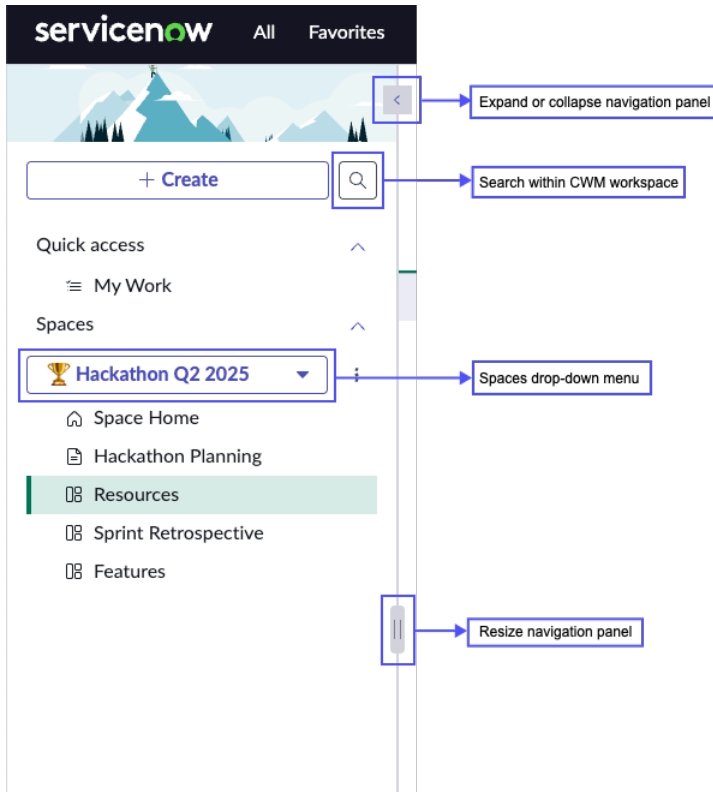 servicenow All Favorites
Expand or collapse navigation panel
+ Create
Search within CWM workspace
Quick access
My Work
Spaces
🏆 Hackathon Q2 2025
Spaces drop-down menu
Space Home
Hackathon Planning
Resources
Sprint Retrospective
Features
Resize navigation panel